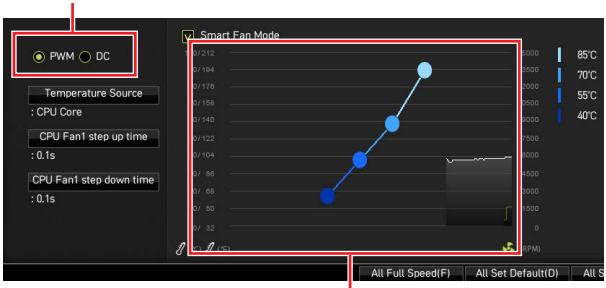 Smart Fan Mode
PWM DC
Temperature Source
: CPU Core
CPU Fan1 step up time
: 0.1s
CPU Fan1 step down time
: 0.1s
0/212
0/194
0/176
0/158
0/140
0/122
0/104
0/ 86
0/ 68
0/ 50
0/ 32
(°F)
3500
2000
9000
7500
6000
4500
3000
1500
0
(RPM)
85°C
70°C
55°C
40°C
All Full Speed(F)
All Set Default(D)
All S